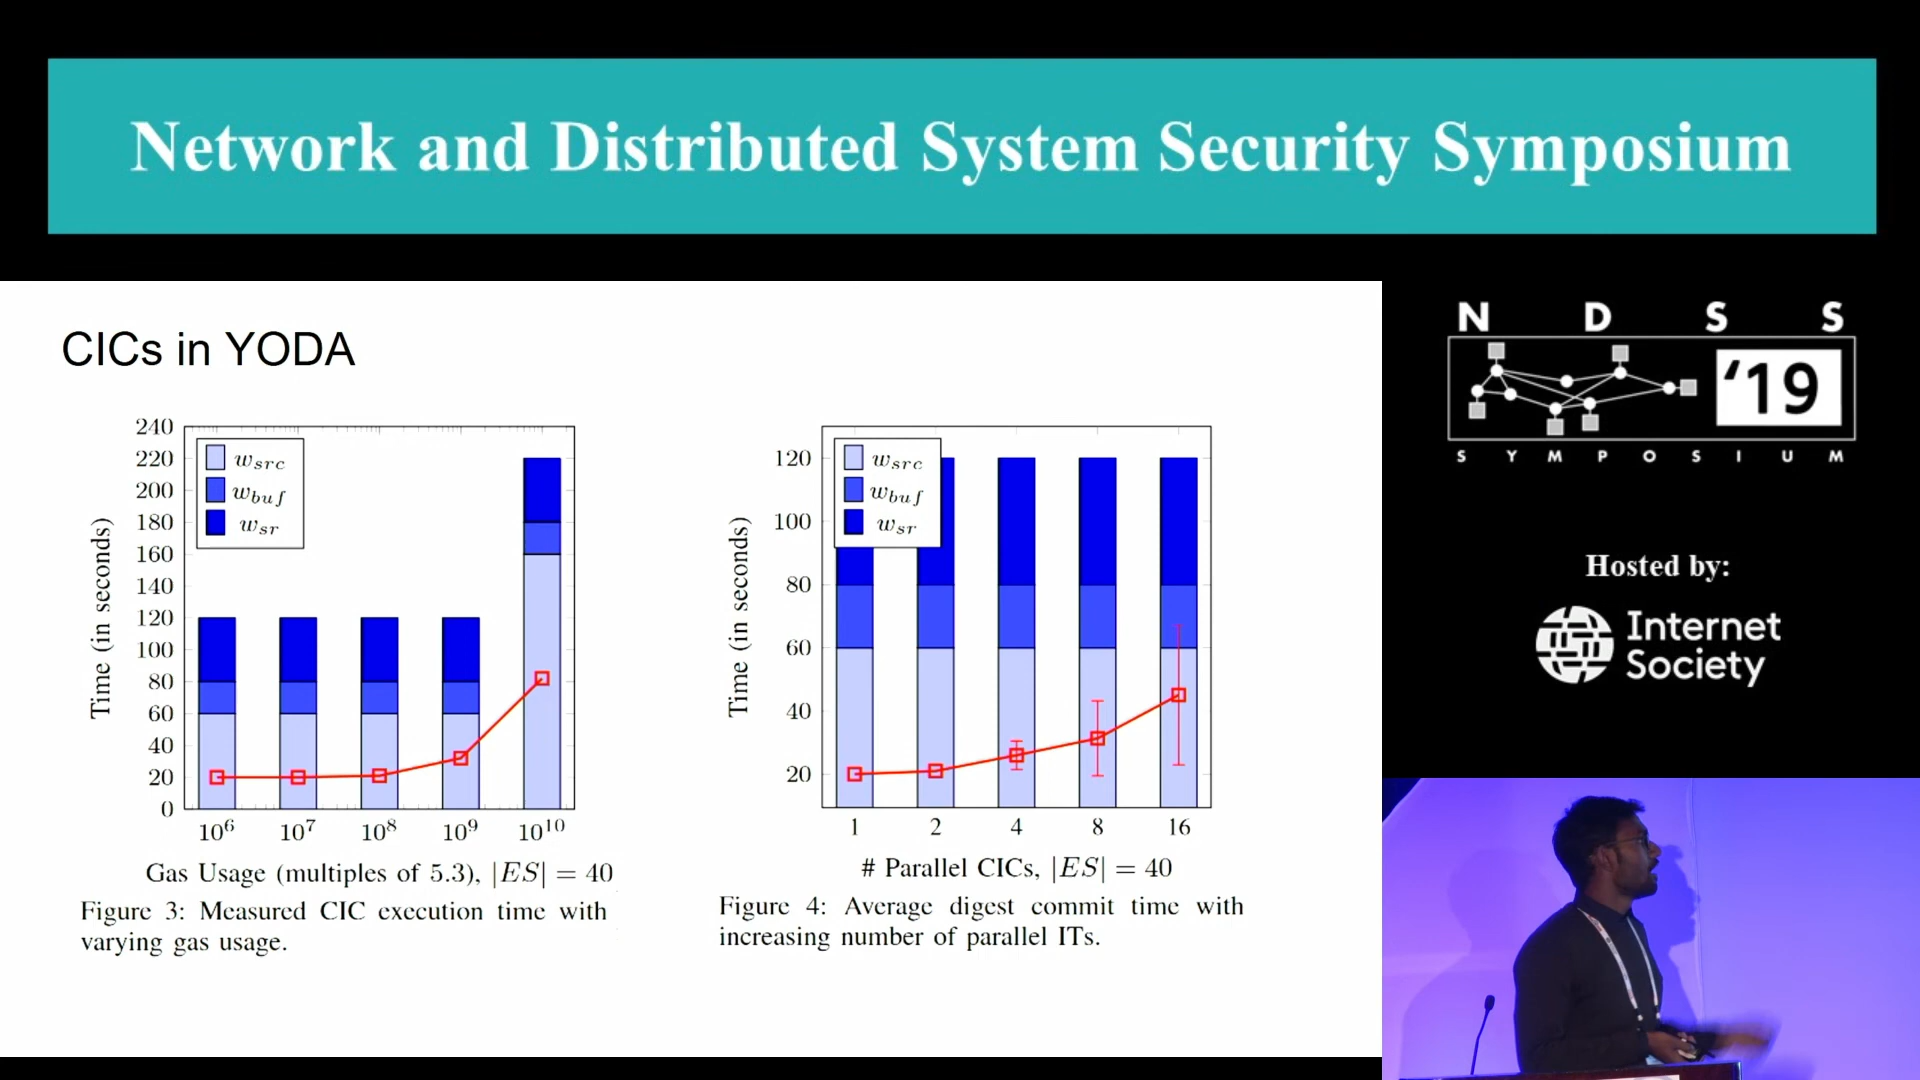 Network and Distributed System Security Symposium
CICs in YODA
240
220
200
180
160
140
120
100
80
60
40
20
0
Time (in seconds)
w_src
w_buf
w_sr
10^6 10^7 10^8 10^9 10^10
Gas Usage (multiples of 5.3), |ES| = 40
Figure 3: Measured CIC execution time with
varying gas usage.
120
100
80
60
40
20
Time (in seconds)
w_src
w_buf
w_sr
1 2 4 8 16
# Parallel CICs, |ES| = 40
Figure 4: Average digest commit time with
increasing number of parallel ITs.
N D S S
'19
S Y M P O S I U M
Hosted by:
Internet
Society